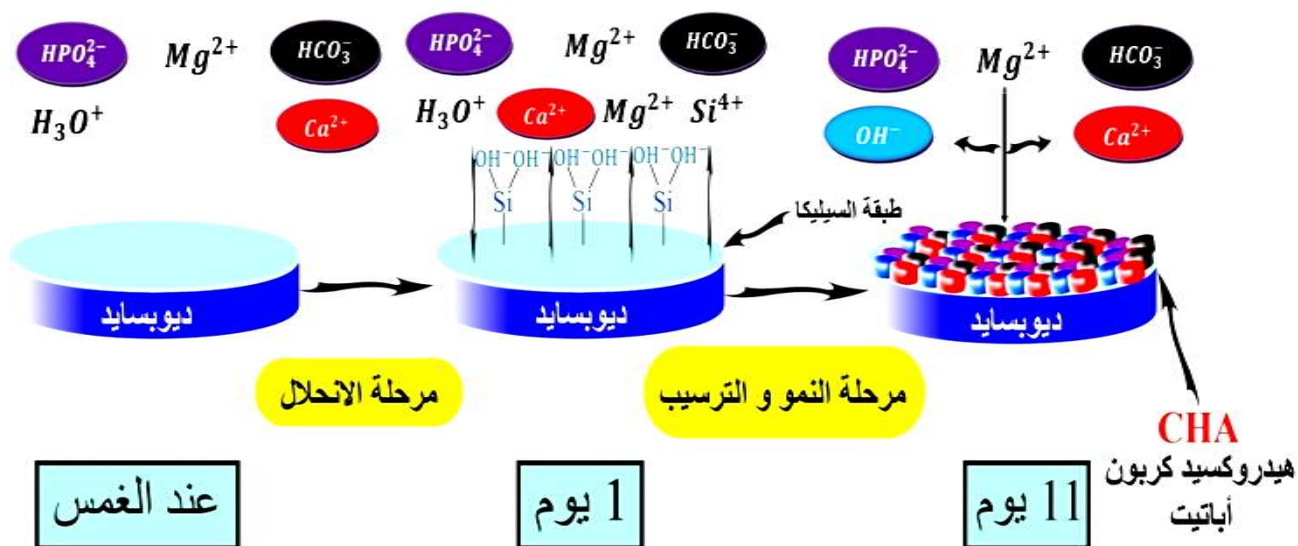 HPO₄²⁻ Mg²⁺ HCO₃⁻
H₃O⁺ Ca²⁺
ديوبسايد
HPO₄²⁻ Mg²⁺ HCO₃⁻
H₃O⁺ Ca²⁺ Mg²⁺ Si⁴⁺
OH⁻OH⁻ OH⁻OH⁻ OH⁻OH⁻
Si Si Si
طبقة السيليكا
ديوبسايد
HPO₄²⁻ Mg²⁺ HCO₃⁻
OH⁻ Ca²⁺
ديوبسايد
مرحلة الانحلال
مرحلة النمو و الترسيب
CHA
هيدروكسيد كربون
أباتيت
عند الغمس
1 يوم
11 يوم